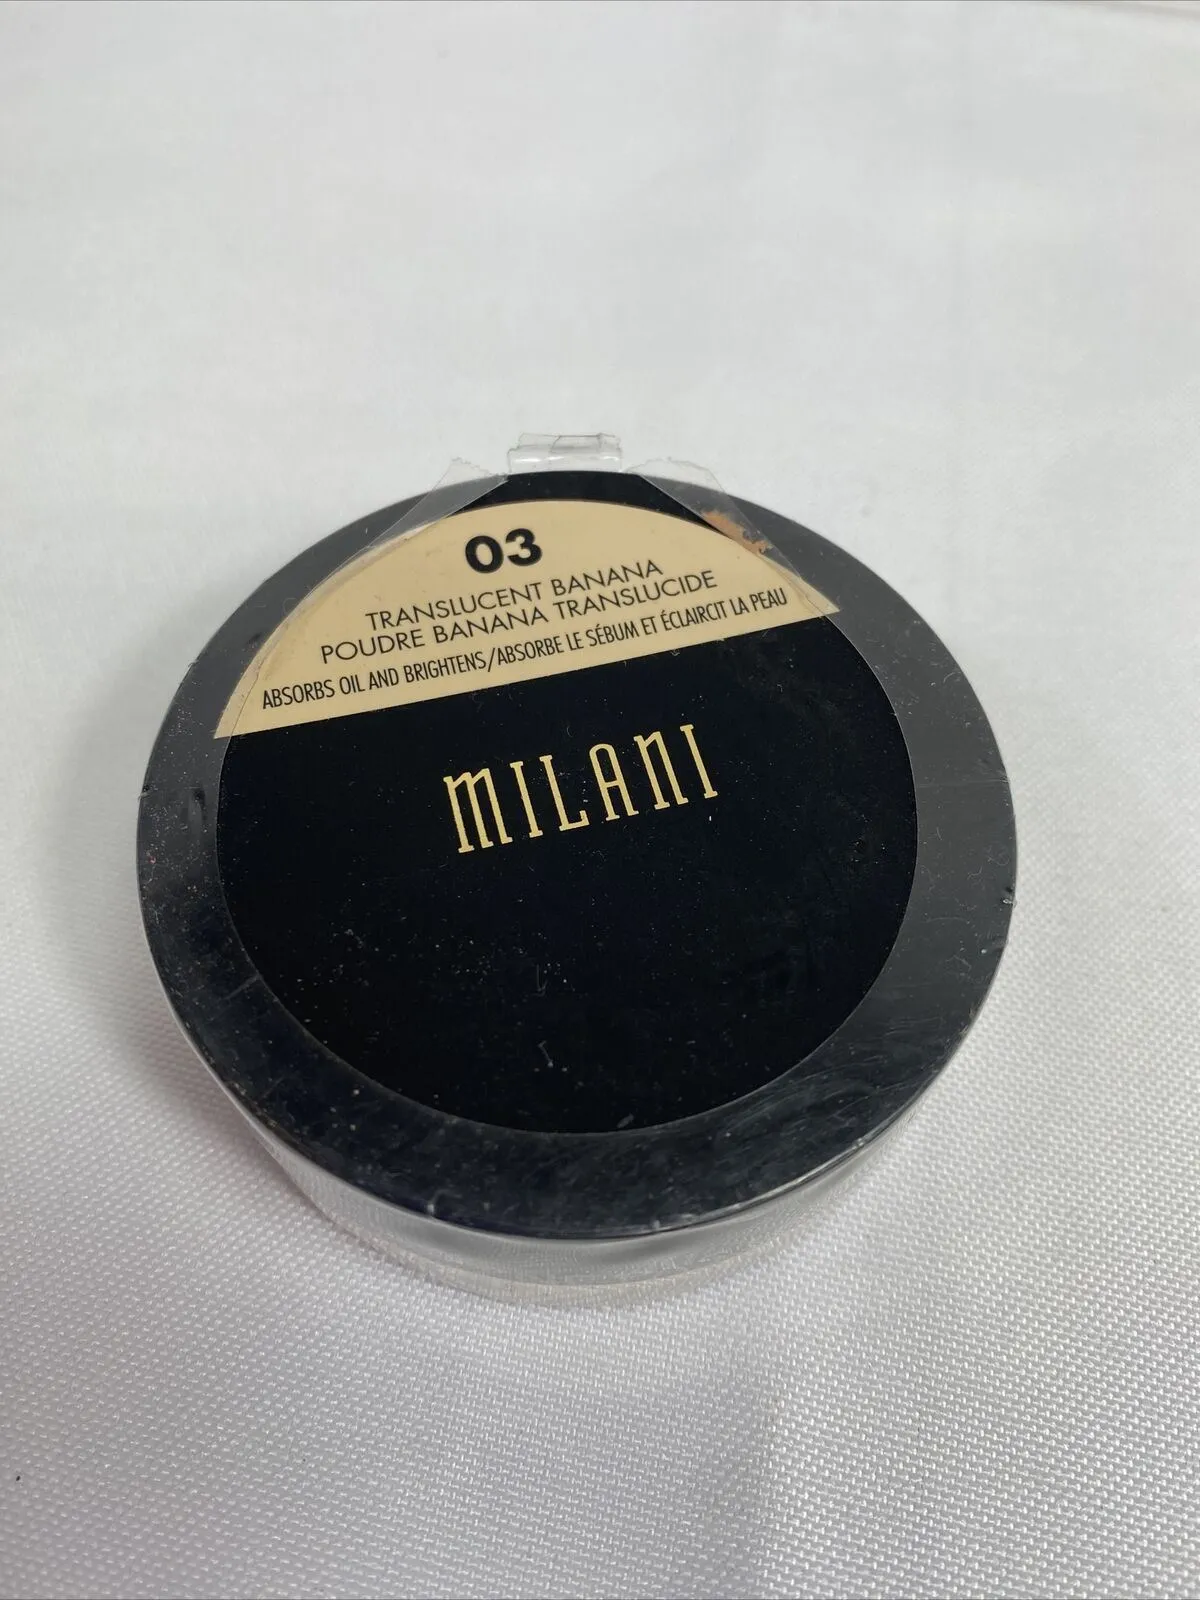 03
TRANSLUCENT BANANA
POUDRE BANANA TRANSLUCIDE
ABSORBS OIL AND BRIGHTENS/ABSORBE LE SÉBUM ET ÉCLAIRCIT LA PEAU
MILANI